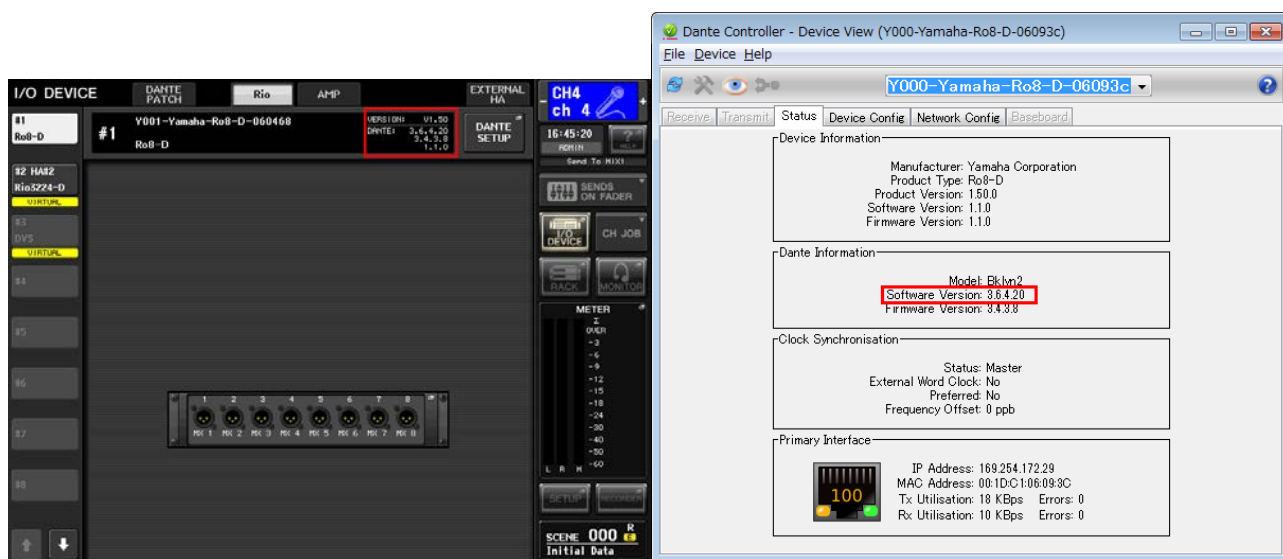 I/O DEVICE
DANTE PATCH
Rio
AMP
EXTERNAL HA
#1
Ro8-D
#1
Y001-Yamaha-Ro8-D-060468
Ro8-D
VERSION: V1.50
DANTE: 3.6.4.20
3.4.3.8
1.1.0
DANTE SETUP
#2 HA#2
Rio3224-D
VIRTUAL
#3
DVS
VIRTUAL
#4
#5
#6
#7
#8
1 2 3 4 5 6 7 8
MX 1 MX 2 MX 3 MX 4 MX 5 MX 6 MX 7 MX 8
CH4
- ch 4 +
16:45:20
ADMIN
?
HELP
Send To MIX1
SENDS ON FADER
I/O DEVICE
CH JOB
RACK
MONITOR
METER
Σ
OVER
-3
-6
-9
-12
-15
-18
-24
-30
-40
-50
-60
L R M
SETUP
RECORDER
SCENE 000 R E
Initial Data
Dante Controller - Device View (Y000-Yamaha-Ro8-D-06093c)
File Device Help
Y000-Yamaha-Ro8-D-06093c
Receive Transmit Status Device Config Network Config Baseboard
Device Information
Manufacturer: Yamaha Corporation
Product Type: Ro8-D
Product Version: 1.50.0
Software Version: 1.1.0
Firmware Version: 1.1.0
Dante Information
Model: Bklyn2
Software Version: 3.6.4.20
Firmware Version: 3.4.3.8
Clock Synchronisation
Status: Master
External Word Clock: No
Preferred: No
Frequency Offset: 0 ppb
Primary Interface
100
IP Address: 169.254.172.29
MAC Address: 00:1D:C1:06:09:3C
Tx Utilisation: 18 KBps Errors: 0
Rx Utilisation: 10 KBps Errors: 0